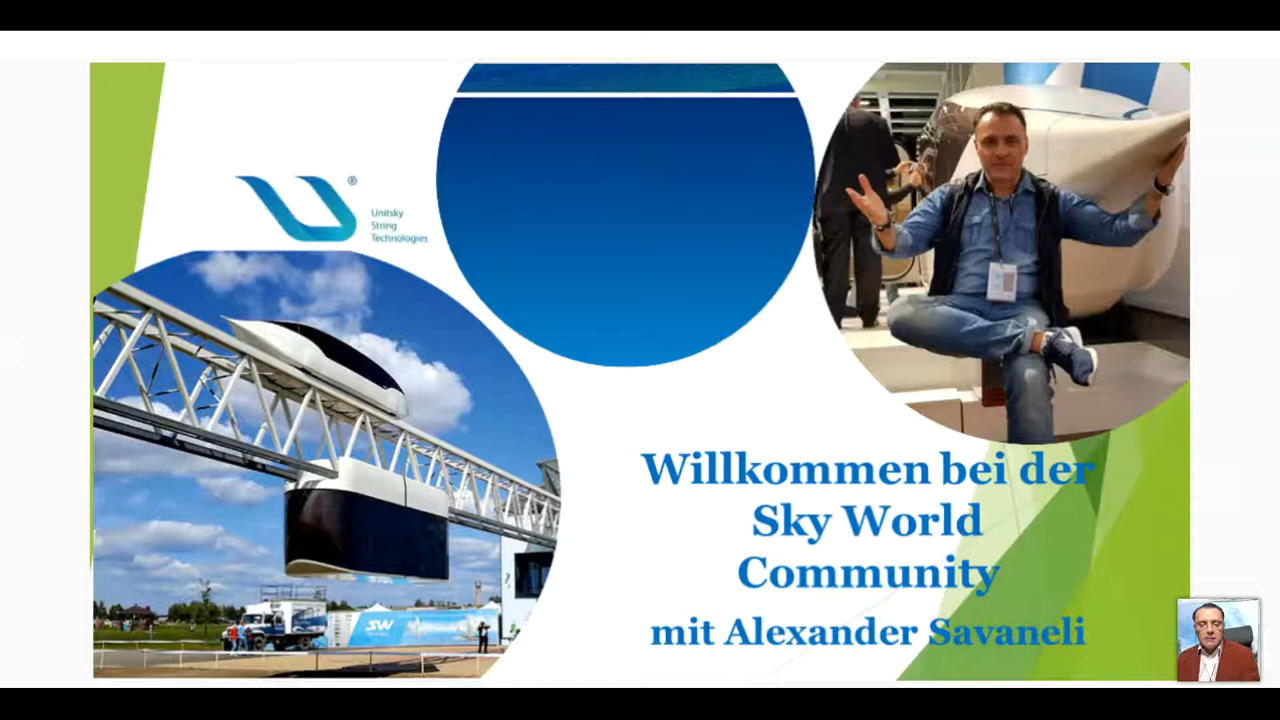 ®
Unitsky
String
Technologies
SW
Willkommen bei der
Sky World
Community
mit Alexander Savaneli